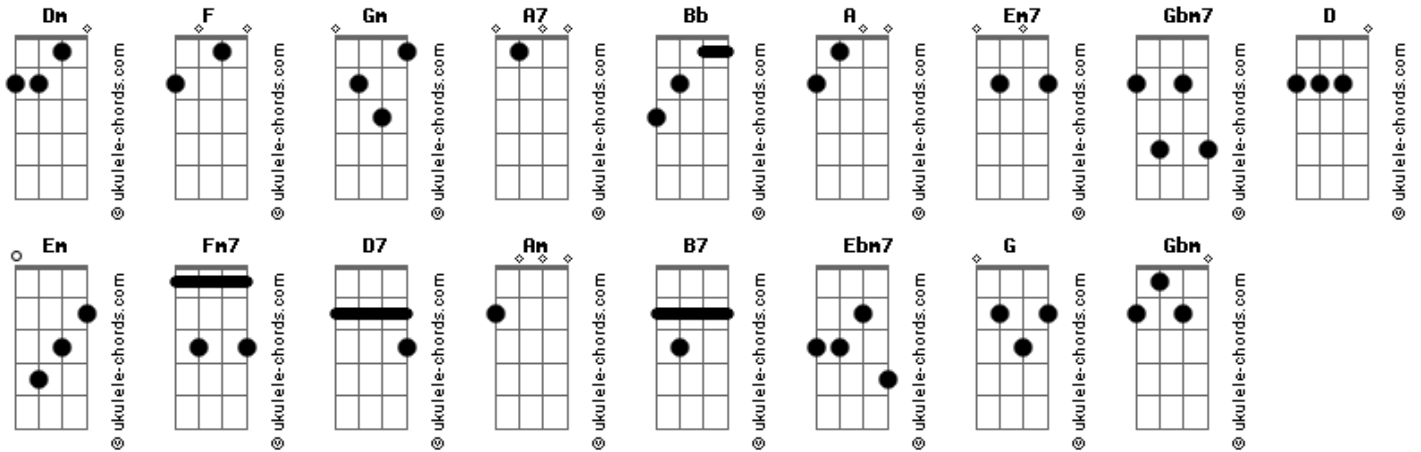 Dm F Gm A7 Bb A Em7 Gbm7 D
© ukulele-chords.com © ukulele-chords.com © ukulele-chords.com © ukulele-chords.com © ukulele-chords.com © ukulele-chords.com © ukulele-chords.com © ukulele-chords.com © ukulele-chords.com
Em Fm7 D7 Am B7 Ebm7 G Gbm
© ukulele-chords.com © ukulele-chords.com © ukulele-chords.com © ukulele-chords.com © ukulele-chords.com © ukulele-chords.com © ukulele-chords.com © ukulele-chords.com